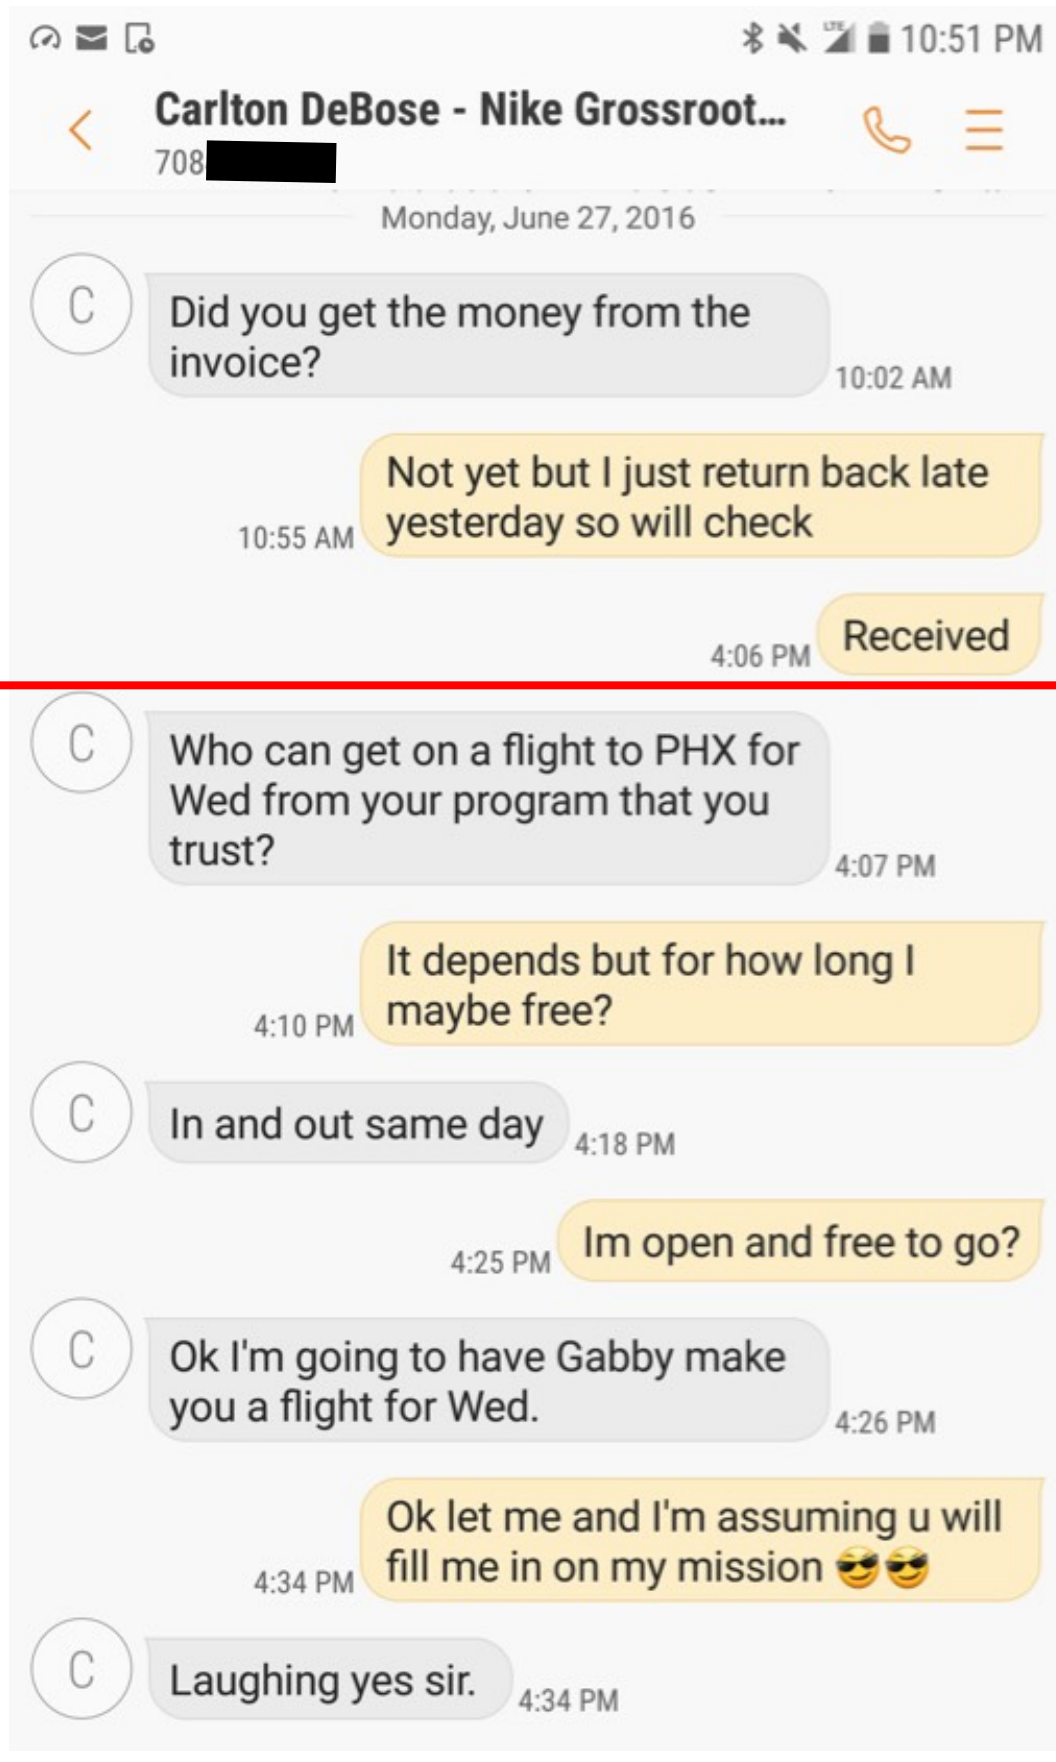 LTE 10:51 PM
Carlton DeBose - Nike Grossroot...
708
Monday, June 27, 2016
C
Did you get the money from the
invoice?
10:02 AM
Not yet but I just return back late
yesterday so will check
10:55 AM
Received
4:06 PM
C
Who can get on a flight to PHX for
Wed from your program that you
trust?
4:07 PM
It depends but for how long I
maybe free?
4:10 PM
C
In and out same day
4:18 PM
Im open and free to go?
4:25 PM
C
Ok I'm going to have Gabby make
you a flight for Wed.
4:26 PM
Ok let me and I'm assuming u will
fill me in on my mission 😎😎
4:34 PM
C
Laughing yes sir.
4:34 PM